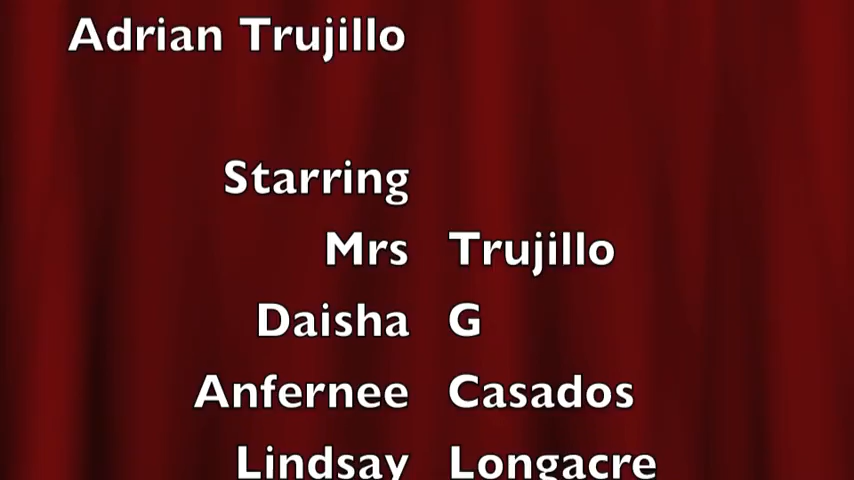 Adrian Trujillo
Starring
Mrs Trujillo
Daisha G
Anfernee Casados
Lindsay Longacre